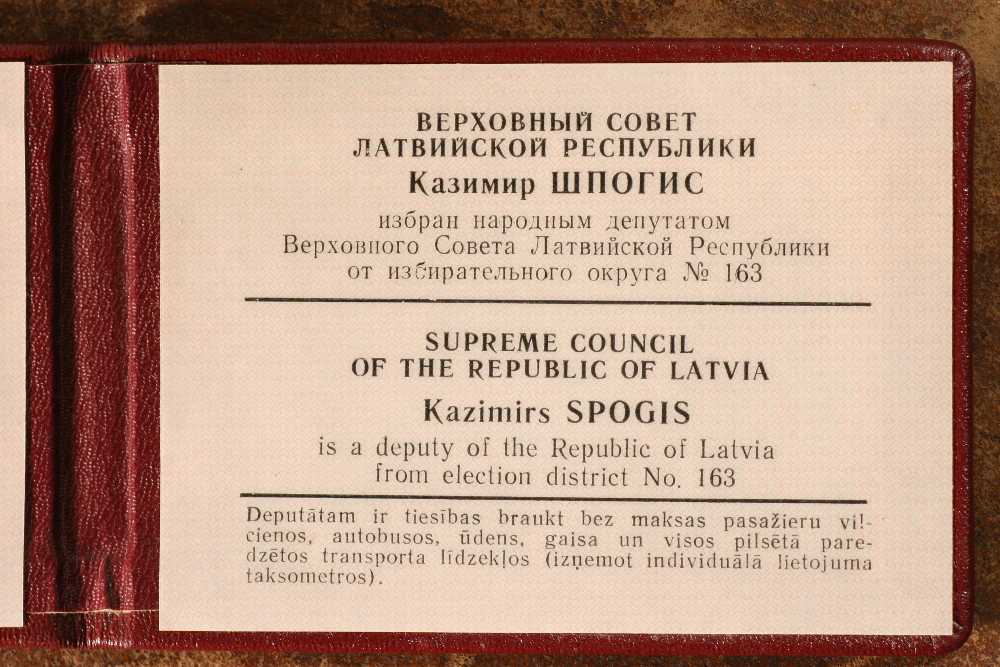 ВЕРХОВНЫЙ СОВЕТ
ЛАТВИЙСКОЙ РЕСПУБЛИКИ
Казимир ШПОГИС
избран народным депутатом
Верховного Совета Латвийской Республики
от избирательного округа № 163
SUPREME COUNCIL
OF THE REPUBLIC OF LATVIA
Kazimirs SPOGIS
is a deputy of the Republic of Latvia
from election district No. 163
Deputātam ir tiesības braukt bez maksas pasažieru vil-
cienos, autobusos, ūdens, gaisa un visos pilsētā pare-
dzētos transporta līdzekļos (izņemot individuālā lietojuma
taksometros).